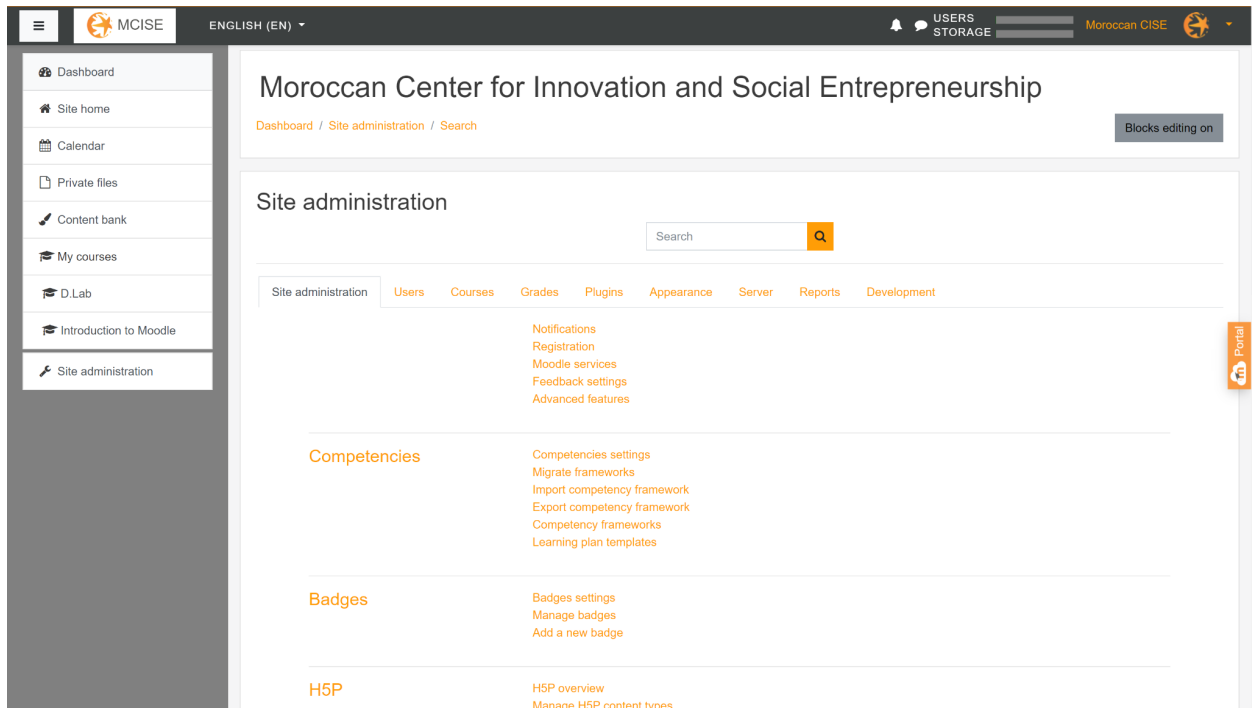 MCISE
ENGLISH (EN)
USERS
STORAGE
Moroccan CISE
Dashboard
Site home
Calendar
Private files
Content bank
My courses
D.Lab
Introduction to Moodle
Site administration
Moroccan Center for Innovation and Social Entrepreneurship
Dashboard / Site administration / Search
Blocks editing on
Site administration
Search
Site administration Users Courses Grades Plugins Appearance Server Reports Development
Notifications
Registration
Moodle services
Feedback settings
Advanced features
Competencies
Competencies settings
Migrate frameworks
Import competency framework
Export competency framework
Competency frameworks
Learning plan templates
Badges
Badges settings
Manage badges
Add a new badge
H5P
H5P overview
Manage H5P content types
m Portal